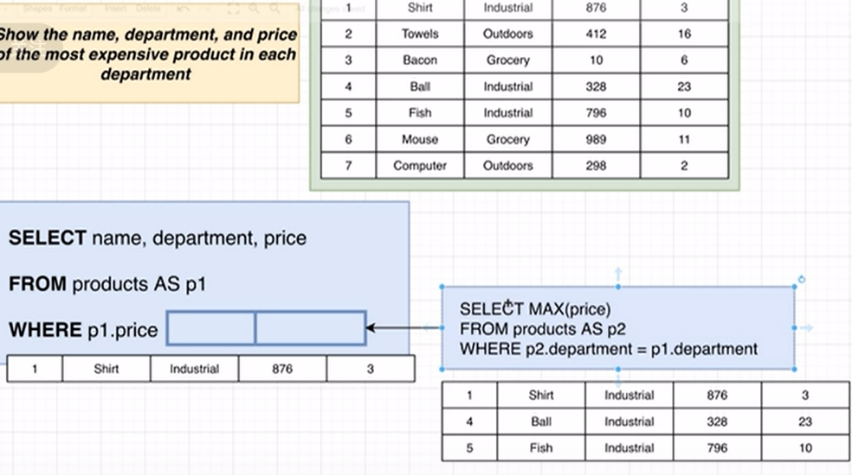 Shapes Format Insert Delete
Show the name, department, and price
of the most expensive product in each
department
1 Shirt Industrial 876 3
2 Towels Outdoors 412 16
3 Bacon Grocery 10 6
4 Ball Industrial 328 23
5 Fish Industrial 796 10
6 Mouse Grocery 989 11
7 Computer Outdoors 298 2
SELECT name, department, price
FROM products AS p1
WHERE p1.price
SELECT MAX(price)
FROM products AS p2
WHERE p2.department = p1.department
1 Shirt Industrial 876 3
1 Shirt Industrial 876 3
4 Ball Industrial 328 23
5 Fish Industrial 796 10